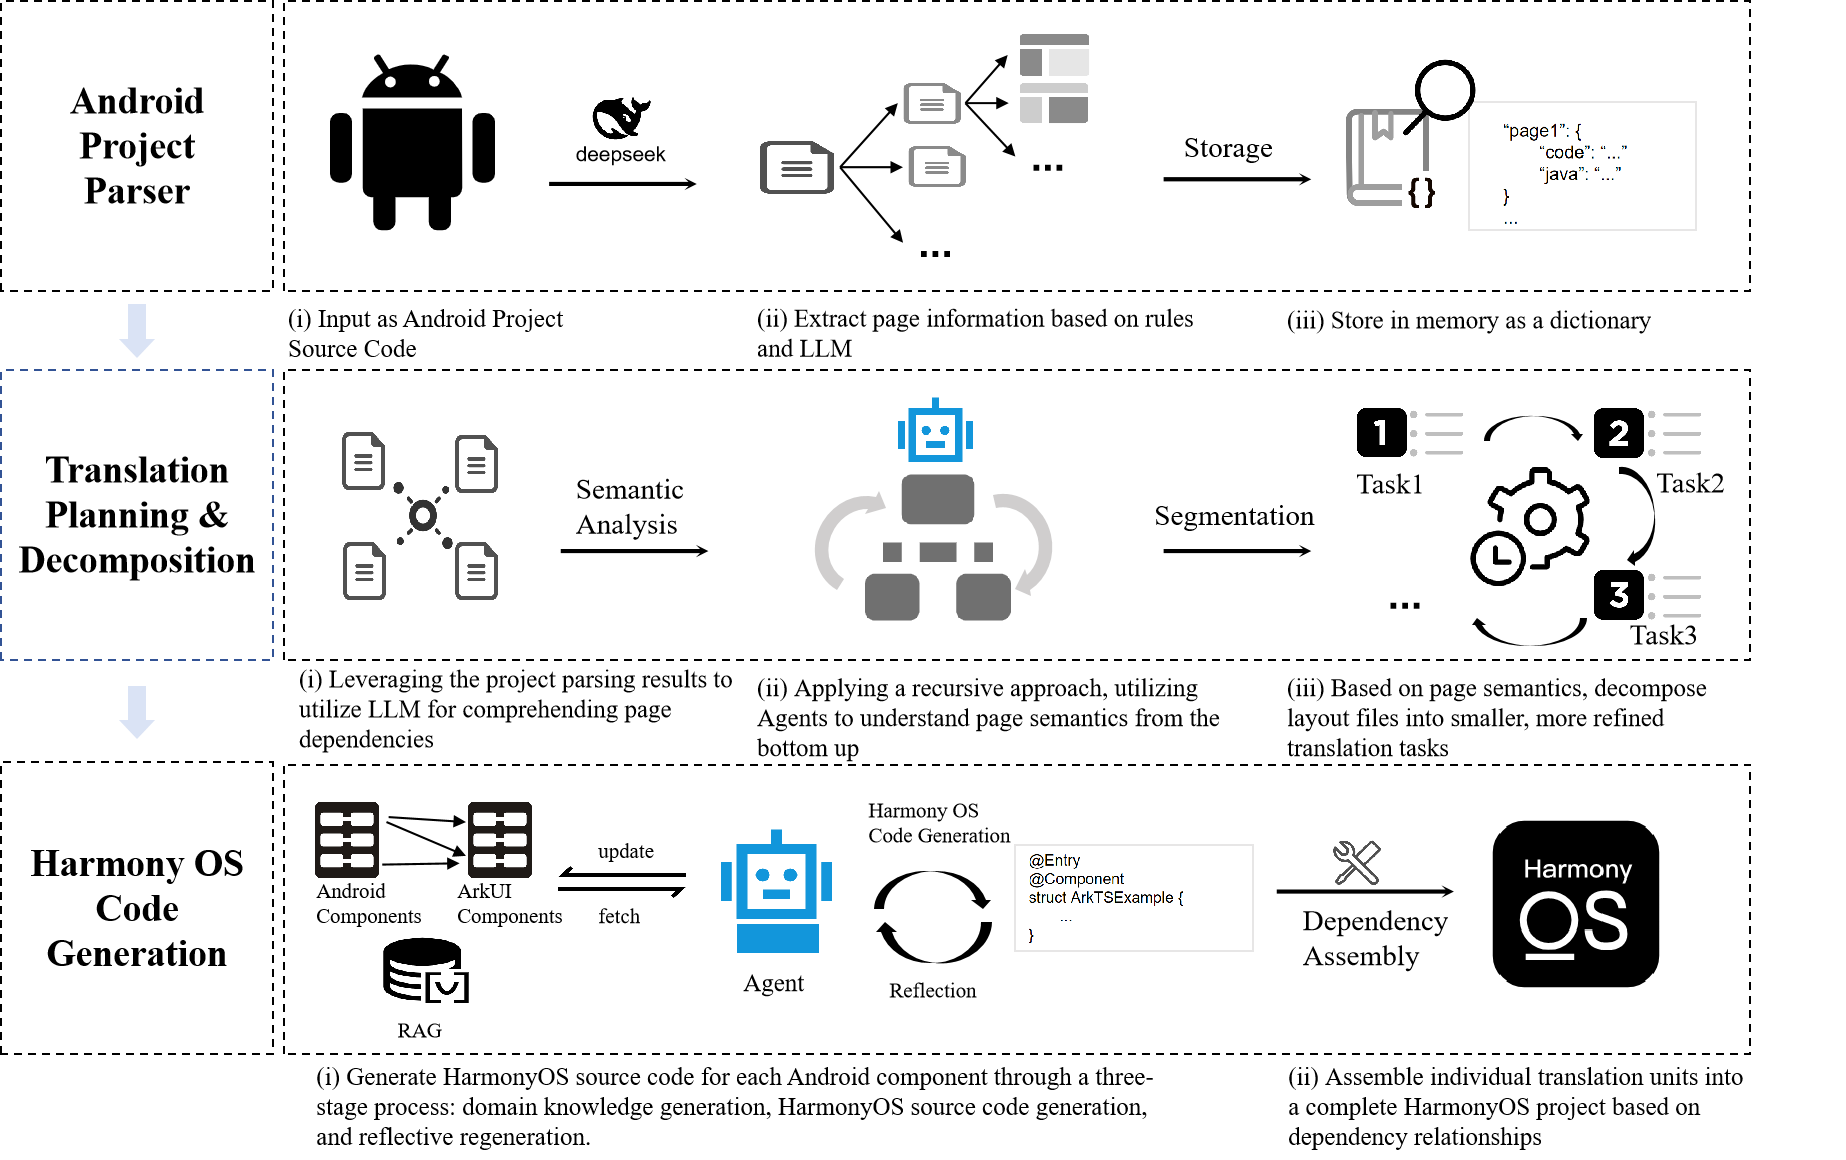 Android
Project
Parser
deepseek
...
...
Storage
{}
“page1”: {
“code”: “...”
“java”: “...”
}
...
(i) Input as Android Project
Source Code
(ii) Extract page information based on rules
and LLM
(iii) Store in memory as a dictionary
Translation
Planning &
Decomposition
Semantic
Analysis
Segmentation
1
Task1
2
Task2
3
Task3
...
(i) Leveraging the project parsing results to
utilize LLM for comprehending page
dependencies
(ii) Applying a recursive approach, utilizing
Agents to understand page semantics from the
bottom up
(iii) Based on page semantics, decompose
layout files into smaller, more refined
translation tasks
Harmony OS
Code
Generation
Android
Components
ArkUI
Components
RAG
update
fetch
Agent
Harmony OS
Code Generation
Reflection
@Entry
@Component
struct ArkTSExample {
...
}
Dependency
Assembly
Harmony
OS
(i) Generate HarmonyOS source code for each Android component through a three-
stage process: domain knowledge generation, HarmonyOS source code generation,
and reflective regeneration.
(ii) Assemble individual translation units into
a complete HarmonyOS project based on
dependency relationships